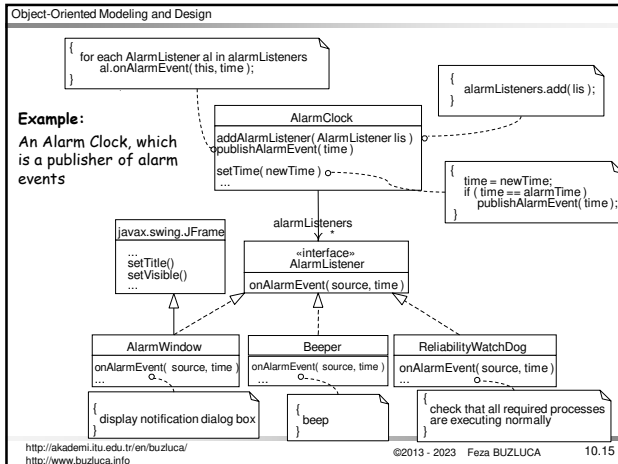 Object-Oriented Modeling and Design
{
for each AlarmListener al in alarmListeners
al.onAlarmEvent( this, time );
}
{
alarmListeners.add( lis );
}
Example:
An Alarm Clock, which
is a publisher of alarm
events
AlarmClock
addAlarmListener( AlarmListener lis )
publishAlarmEvent( time )
setTime( newTime )
...
{
time = newTime;
if ( time == alarmTime )
publishAlarmEvent( time );
}
alarmListeners
*
javax.swing.JFrame
...
setTitle()
setVisible()
...
«interface»
AlarmListener
onAlarmEvent( source, time )
AlarmWindow
onAlarmEvent( source, time )
...
Beeper
onAlarmEvent( source, time )
...
ReliabilityWatchDog
onAlarmEvent( source, time )
...
{
display notification dialog box
}
{
beep
}
{
check that all required processes
are executing normally
}
http://akademi.itu.edu.tr/en/buzluca/
http://www.buzluca.info
©2013 - 2023 Feza BUZLUCA
10.15